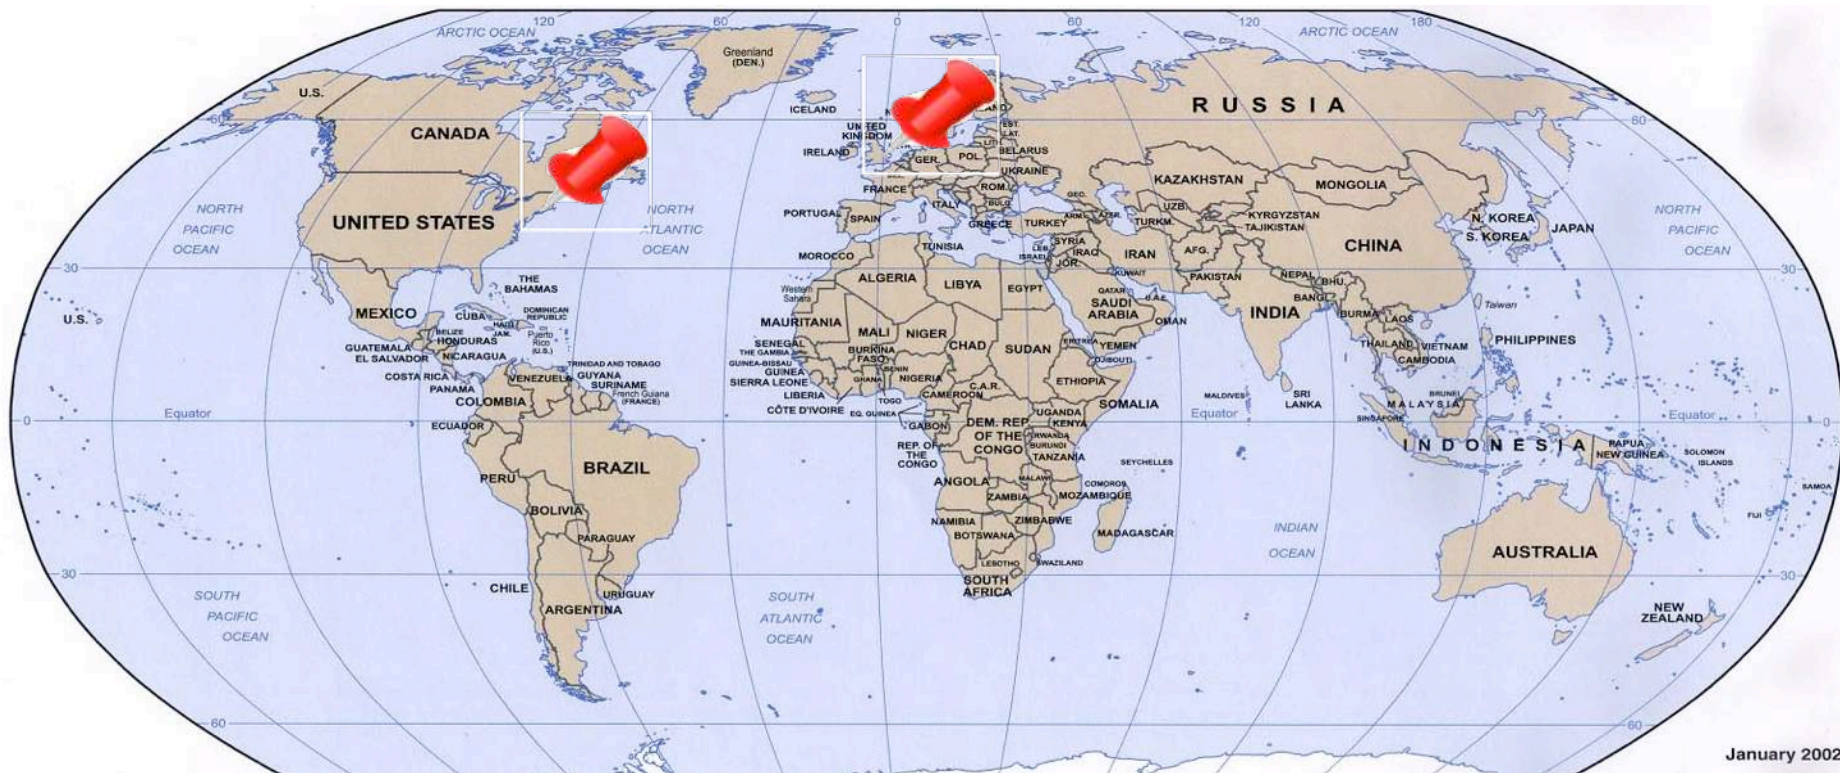 120
60
0
60
120
180
ARCTIC OCEAN
ARCTIC OCEAN
Greenland
(DEN.)
U.S.
ICELAND
RUSSIA
60
60
CANADA
UNITED
KINGDOM
EST.
LAT.
LITH.
IRELAND
BELARUS
GER.
POL.
UKRAINE
KAZAKHSTAN
MONGOLIA
FRANCE
ROM.
GEO.
UZB.
ITALY
BULG.
NORTH
PACIFIC
OCEAN
UNITED STATES
NORTH
ATLANTIC
OCEAN
PORTUGAL
SPAIN
GREECE
TURKEY
ARM.
AZER.
TURKM.
KYRGYZSTAN
TAJIKISTAN
N. KOREA
S. KOREA
JAPAN
NORTH
PACIFIC
OCEAN
CHINA
TUNISIA
SYRIA
LEB.
ISRAEL
IRAQ
JOR.
IRAN
AFG.
MOROCCO
KUWAIT
PAKISTAN
NEPAL
BHU.
30
30
ALGERIA
LIBYA
EGYPT
THE
BAHAMAS
Western
Sahara
QATAR
U.A.E.
SAUDI
ARABIA
BANGL.
Taiwan
U.S.
MEXICO
CUBA
DOMINICAN
REPUBLIC
HAITI
JAM.
Puerto
Rico
(U.S.)
MAURITANIA
MALI
NIGER
OMAN
INDIA
BURMA
LAOS
BELIZE
HONDURAS
GUATEMALA
EL SALVADOR
NICARAGUA
SENEGAL
THE GAMBIA
GUINEA-BISSAU
GUINEA
SIERRA LEONE
BURKINA
FASO
CHAD
SUDAN
ERITREA
YEMEN
DJIBOUTI
THAILAND
VIETNAM
CAMBODIA
PHILIPPINES
COSTA RICA
PANAMA
TRINIDAD AND TOBAGO
VENEZUELA
GUYANA
SURINAME
French Guiana
(FRANCE)
COLOMBIA
BENIN
GHANA
NIGERIA
C.A.R.
ETHIOPIA
LIBERIA
TOGO
CÔTE D'IVOIRE
CAMEROON
SOMALIA
MALDIVES
SRI
LANKA
BRUNEI
MALAYSIA
SINGAPORE
Equator
Equator
Equator
0
0
ECUADOR
EQ. GUINEA
GABON
REP. OF
THE
CONGO
DEM. REP.
OF THE
CONGO
UGANDA
KENYA
RWANDA
BURUNDI
TANZANIA
SEYCHELLES
INDONESIA
PAPUA
NEW GUINEA
SOLOMON
ISLANDS
BRAZIL
PERU
ANGOLA
MALAWI
COMOROS
ZAMBIA
MOZAMBIQUE
SAMOA
BOLIVIA
NAMIBIA
ZIMBABWE
BOTSWANA
MADAGASCAR
FIJI
PARAGUAY
INDIAN
OCEAN
AUSTRALIA
LESOTHO
SWAZILAND
30
30
SOUTH
AFRICA
CHILE
URUGUAY
ARGENTINA
SOUTH
PACIFIC
OCEAN
SOUTH
ATLANTIC
OCEAN
NEW
ZEALAND
60
60
January 2002